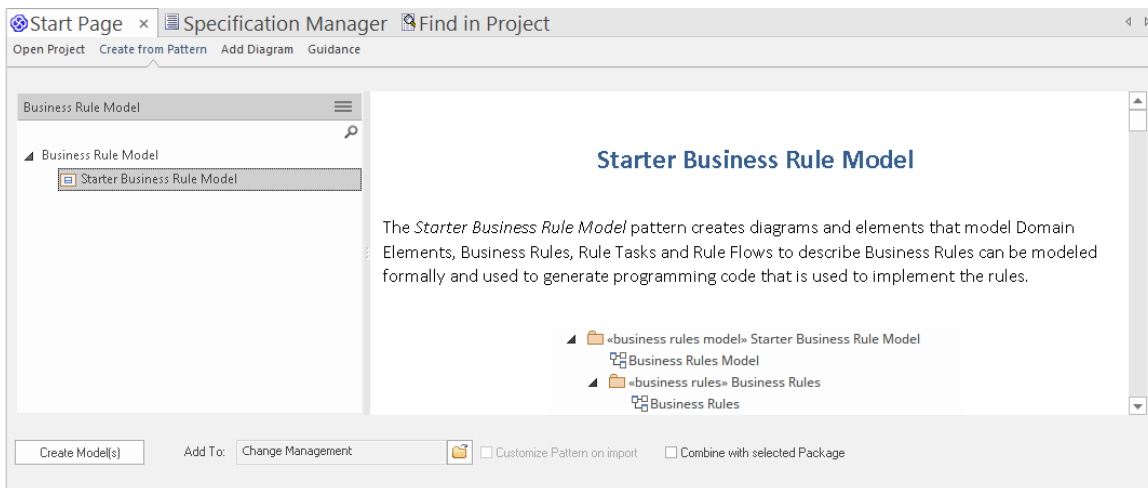 Start Page × Specification Manager Find in Project
Open Project Create from Pattern Add Diagram Guidance
Business Rule Model
Business Rule Model
Starter Business Rule Model
Starter Business Rule Model
The Starter Business Rule Model pattern creates diagrams and elements that model Domain
Elements, Business Rules, Rule Tasks and Rule Flows to describe Business Rules can be modeled
formally and used to generate programming code that is used to implement the rules.
«business rules model» Starter Business Rule Model
Business Rules Model
«business rules» Business Rules
Business Rules
Create Model(s) Add To: Change Management Customize Pattern on import Combine with selected Package